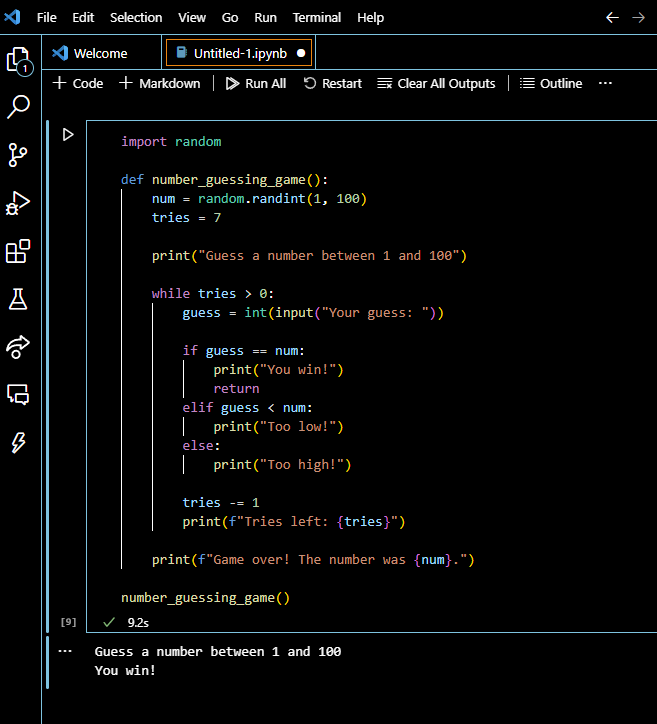 File Edit Selection View Go Run Terminal Help
Welcome Untitled-1.ipynb
1
Code Markdown Run All Restart Clear All Outputs Outline ...
import random
def number_guessing_game():
    num = random.randint(1, 100)
    tries = 7
    print("Guess a number between 1 and 100")
    while tries > 0:
        guess = int(input("Your guess: "))
        if guess == num:
            print("You win!")
            return
        elif guess < num:
            print("Too low!")
        else:
            print("Too high!")
        tries -= 1
        print(f"Tries left: {tries}")
    print(f"Game over! The number was {num}.")
number_guessing_game()
[9] 9.2s
... Guess a number between 1 and 100
You win!